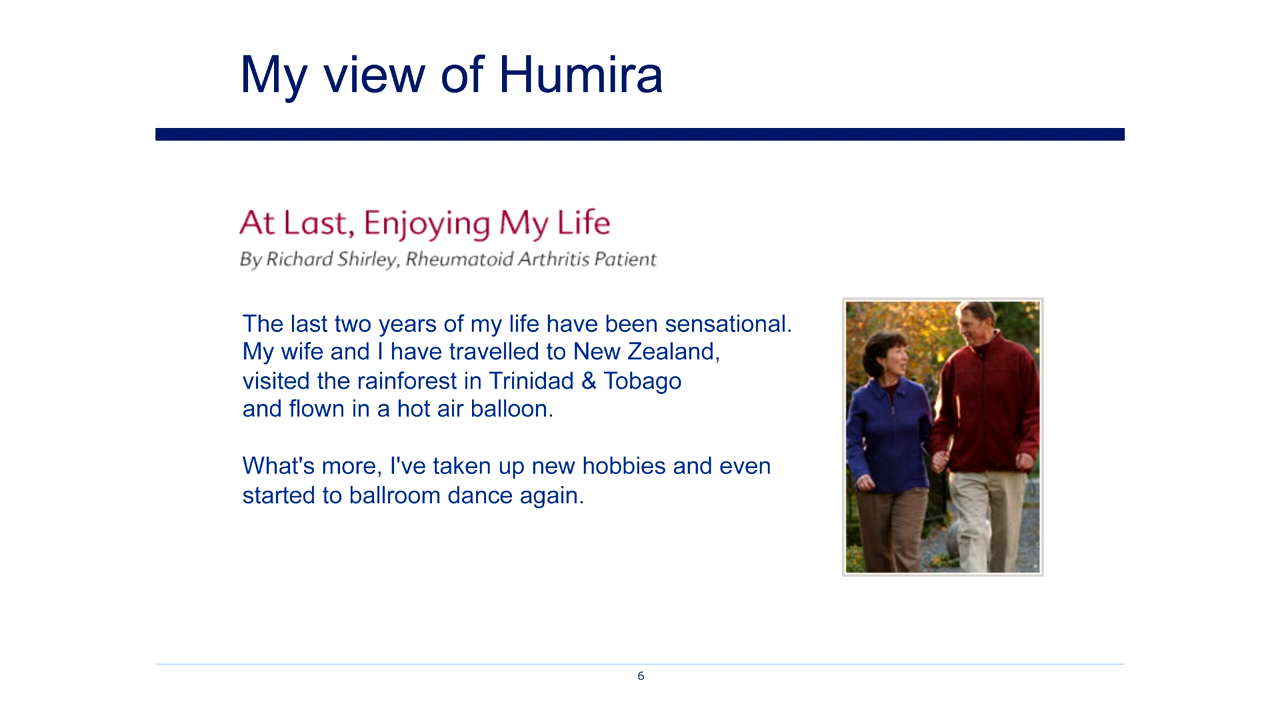 My view of Humira
At Last, Enjoying My Life
By Richard Shirley, Rheumatoid Arthritis Patient
The last two years of my life have been sensational.
My wife and I have travelled to New Zealand,
visited the rainforest in Trinidad & Tobago
and flown in a hot air balloon.
What's more, I've taken up new hobbies and even
started to ballroom dance again.
6